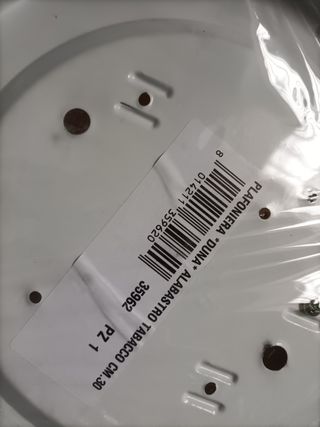 PLAFONIERA "DUNA" ALABASTRO TABACCO CM.30
8 014211 359620
35962
PZ 1